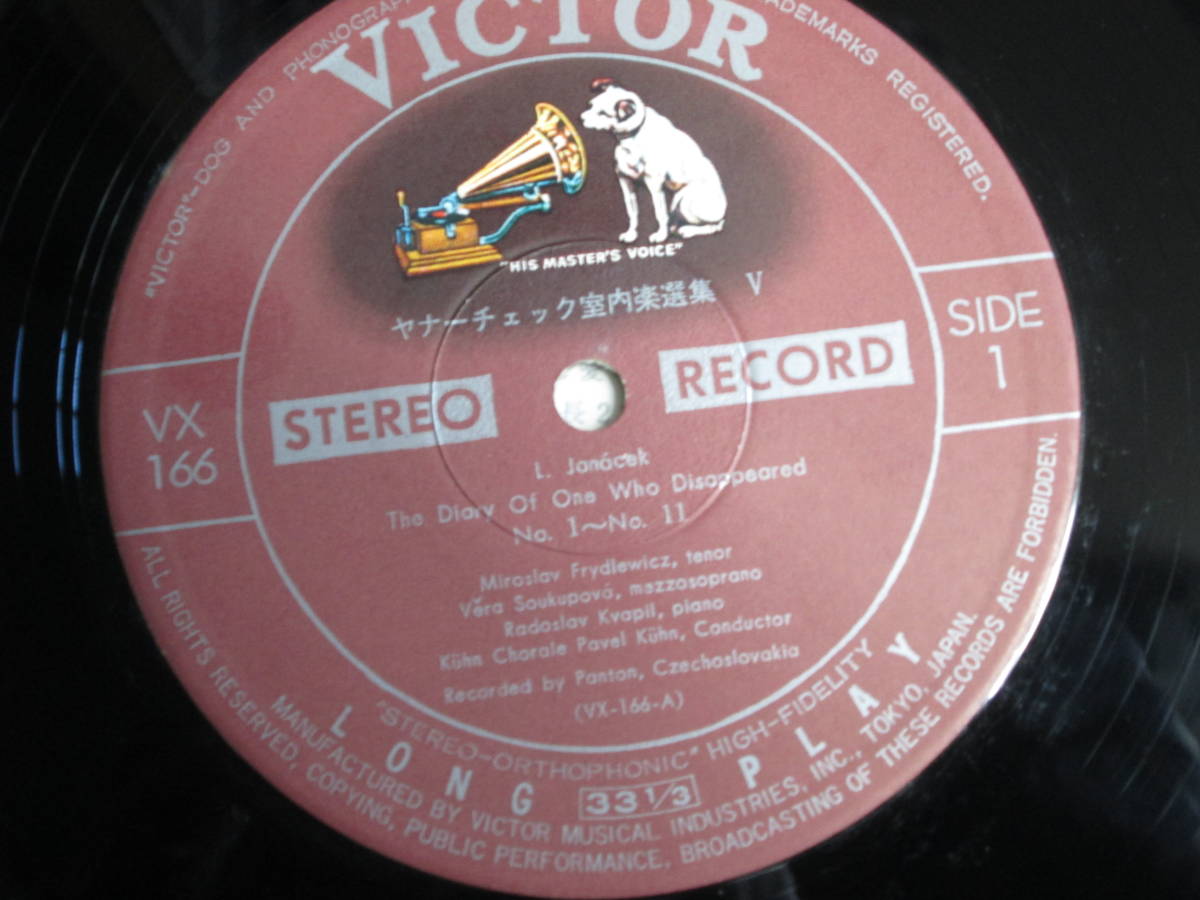 VICTOR
"VICTOR"-DOG AND PHONOGRAPH
TRADEMARKS REGISTERED.
"HIS MASTER'S VOICE"
ヤナーチェック室内楽選集 V
SIDE
1
STEREO RECORD
VX
166
L. Janácek
The Diary Of One Who Disappeared
No. 1~No. 11
Miroslav Frydlewicz, tenor
Věra Soukupová, mezzosoprano
Radoslav Kvapil, piano
Kühn Chorale Pavel Kühn, Conductor
Recorded by Panton, Czechoslovakia
(VX-166-A)
"STEREO-ORTHOPHONIC" HIGH-FIDELITY
LONG 33 1/3 PLAY
MANUFACTURED BY VICTOR MUSICAL INDUSTRIES, INC., TOKYO, JAPAN.
ALL RIGHTS RESERVED, COPYING, PUBLIC PERFORMANCE, BROADCASTING OF THESE RECORDS ARE FORBIDDEN.